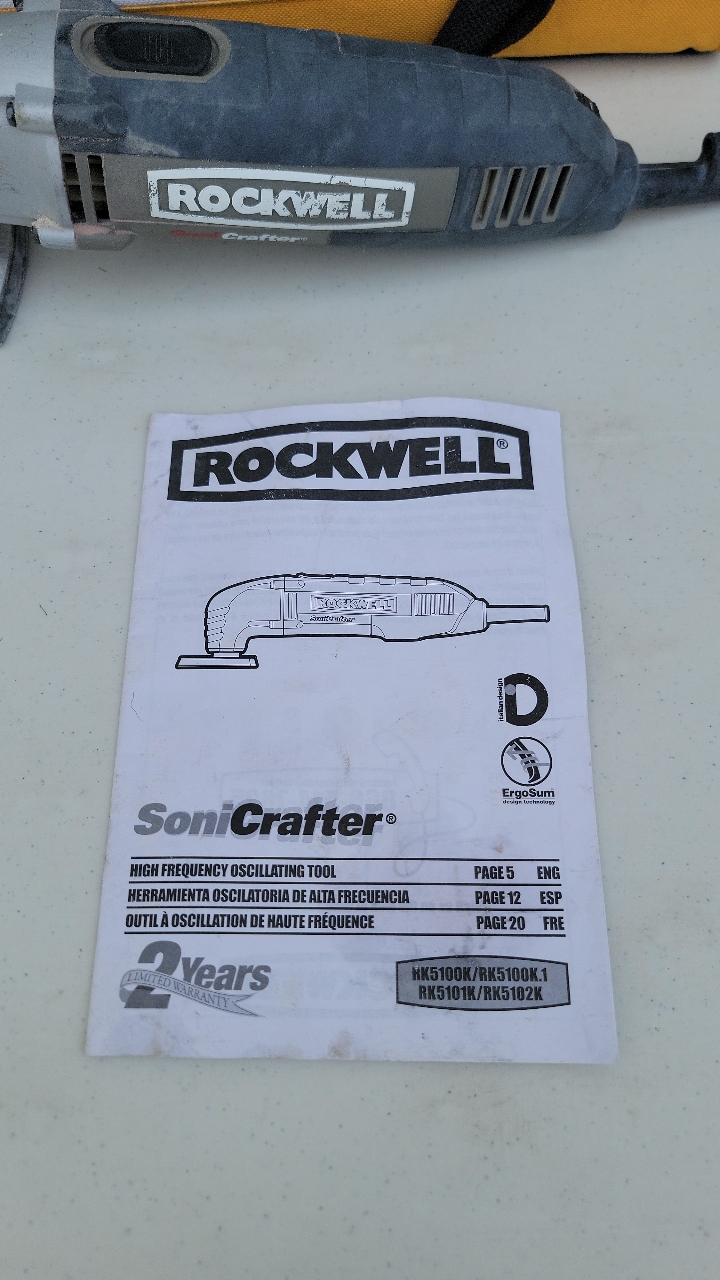 ROCKWELL
SoniCrafter
ROCKWELL®
ROCKWELL
SoniCrafter
italian design
D
ErgoSum
design technology
SoniCrafter®
HIGH FREQUENCY OSCILLATING TOOL PAGE 5 ENG
HERRAMIENTA OSCILATORIA DE ALTA FRECUENCIA PAGE 12 ESP
OUTIL À OSCILLATION DE HAUTE FRÉQUENCE PAGE 20 FRE
2 Years
LIMITED WARRANTY
RK5100K/RK5100K.1
RK5101K/RK5102K